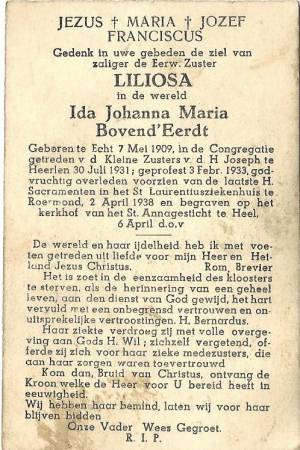 JEZUS † MARIA † JOZEF
FRANCISCUS
Gedenk in uwe gebeden de ziel van
zaliger de Eerw. Zuster
LILIOSA
in de wereld
Ida Johanna Maria
Bovend'Eerdt
Geboren te Echt 7 Mei 1909, in de Congregatie
getreden v.d Kleine Zusters v.d. H Joseph te
Heerlen 30 Juli 1931; geprofest 3 Febr. 1933, god-
vruchtig overleden voorzien van de laatste H.
Sacramenten in het St Laurentiusziekenhuis te
Roermond, 2 April 1938 en begraven op het
kerkhof van het St. Annagesticht te Heel,
6 April d.o.v
De wereld en haar ijdelheid heb ik met voe-
ten getreden uit liefde voor mijn Heer en Hei-
land Jezus Christus. Rom, Brevier
Het is zoet in de eenzaamheid des kloosters
te sterven, als de herinnering van een geheel
leven, aan den dienst van God gewijd, het hart
vervuld met een onbegrensd vertrouwen en on-
uitsprekelijke vertroostingen. H. Bernardus.
Haar ziekte verdroeg zij met volle overge-
ving aan Gods H. Wil; zichzelf vergetend, of-
ferde zij zich voor haar zieke medezusters, die
aan haar zorgen waren toevertrouwd
Kom dan, Bruid van Christus, ontvang de
Kroon welke de Heer voor U bereid heeft in
eeuwigheid.
Wij hebben haar bemind, laten wij haar voor
blijven bidden
Onze Vader Wees Gegroet.
R. I. P.